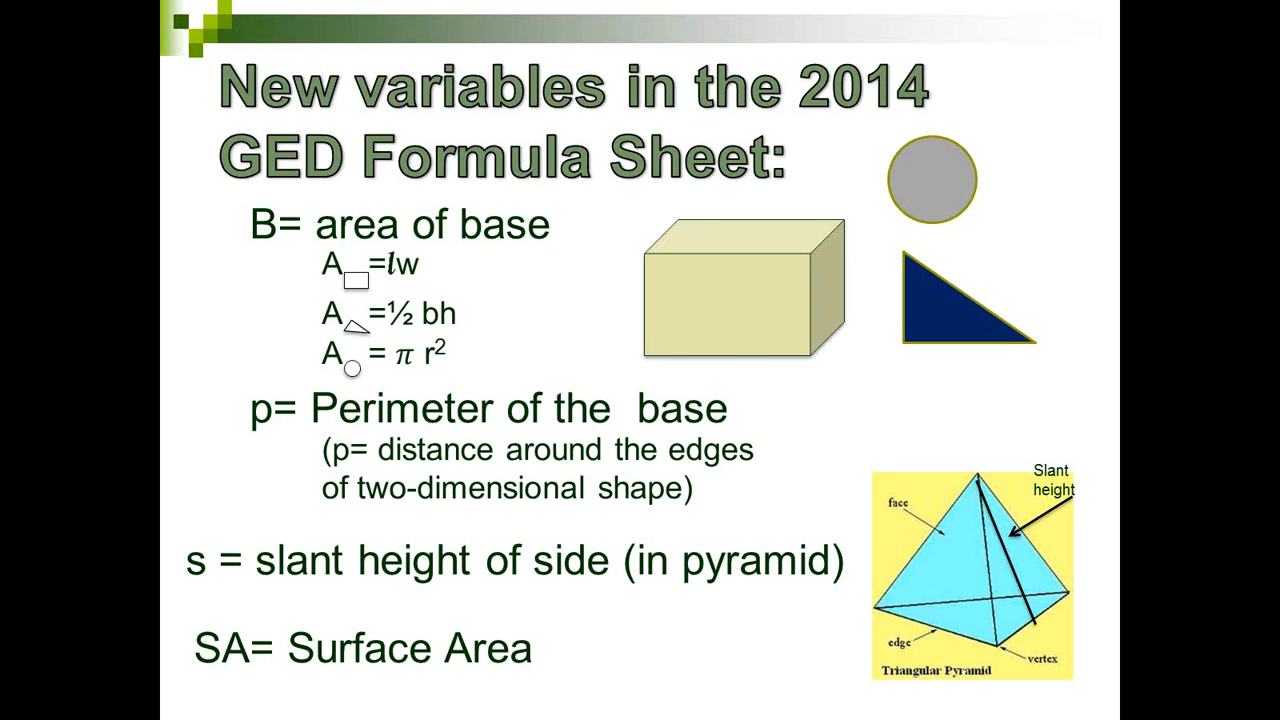 New variables in the 2014
GED Formula Sheet:
B= area of base
A =lw
A =½ bh
A = π r²
p= Perimeter of the base
(p= distance around the edges
of two-dimensional shape)
s = slant height of side (in pyramid)
SA= Surface Area
Slant
height
face
edge
vertex
Triangular Pyramid